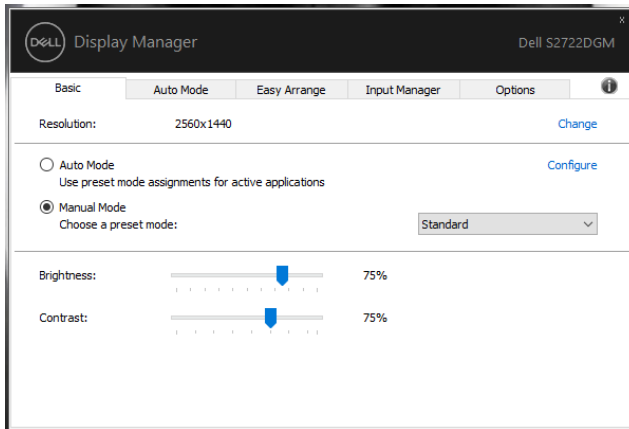 x
DELL Display Manager Dell S2722DGM
Basic Auto Mode Easy Arrange Input Manager Options i
Resolution: 2560x1440 Change
Auto Mode Configure
Use preset mode assignments for active applications
Manual Mode
Choose a preset mode: Standard
Brightness: 75%
Contrast: 75%